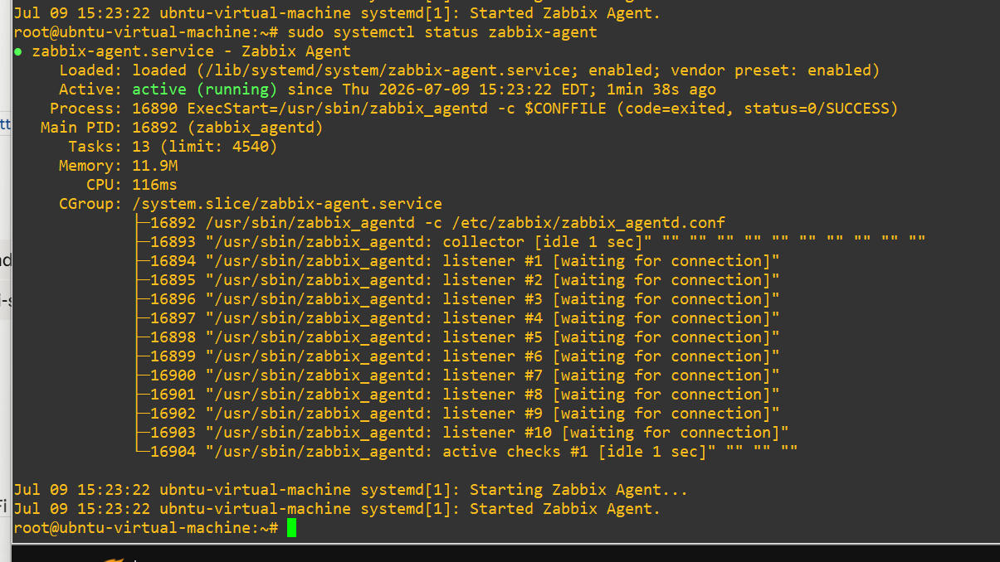 Jul 09 15:23:22 ubntu-virtual-machine systemd[1]: Started Zabbix Agent.
root@ubntu-virtual-machine:~# sudo systemctl status zabbix-agent
● zabbix-agent.service - Zabbix Agent
     Loaded: loaded (/lib/systemd/system/zabbix-agent.service; enabled; vendor preset: enabled)
     Active: active (running) since Thu 2026-07-09 15:23:22 EDT; 1min 38s ago
    Process: 16890 ExecStart=/usr/sbin/zabbix_agentd -c $CONFFILE (code=exited, status=0/SUCCESS)
   Main PID: 16892 (zabbix_agentd)
      Tasks: 13 (limit: 4540)
     Memory: 11.9M
        CPU: 116ms
     CGroup: /system.slice/zabbix-agent.service
             ├─16892 /usr/sbin/zabbix_agentd -c /etc/zabbix/zabbix_agentd.conf
             ├─16893 "/usr/sbin/zabbix_agentd: collector [idle 1 sec]" "" "" "" "" "" "" "" "" "" ""
             ├─16894 "/usr/sbin/zabbix_agentd: listener #1 [waiting for connection]"
             ├─16895 "/usr/sbin/zabbix_agentd: listener #2 [waiting for connection]"
             ├─16896 "/usr/sbin/zabbix_agentd: listener #3 [waiting for connection]"
             ├─16897 "/usr/sbin/zabbix_agentd: listener #4 [waiting for connection]"
             ├─16898 "/usr/sbin/zabbix_agentd: listener #5 [waiting for connection]"
             ├─16899 "/usr/sbin/zabbix_agentd: listener #6 [waiting for connection]"
             ├─16900 "/usr/sbin/zabbix_agentd: listener #7 [waiting for connection]"
             ├─16901 "/usr/sbin/zabbix_agentd: listener #8 [waiting for connection]"
             ├─16902 "/usr/sbin/zabbix_agentd: listener #9 [waiting for connection]"
             ├─16903 "/usr/sbin/zabbix_agentd: listener #10 [waiting for connection]"
             └─16904 "/usr/sbin/zabbix_agentd: active checks #1 [idle 1 sec]" "" "" ""
Jul 09 15:23:22 ubntu-virtual-machine systemd[1]: Starting Zabbix Agent...
Jul 09 15:23:22 ubntu-virtual-machine systemd[1]: Started Zabbix Agent.
root@ubntu-virtual-machine:~#